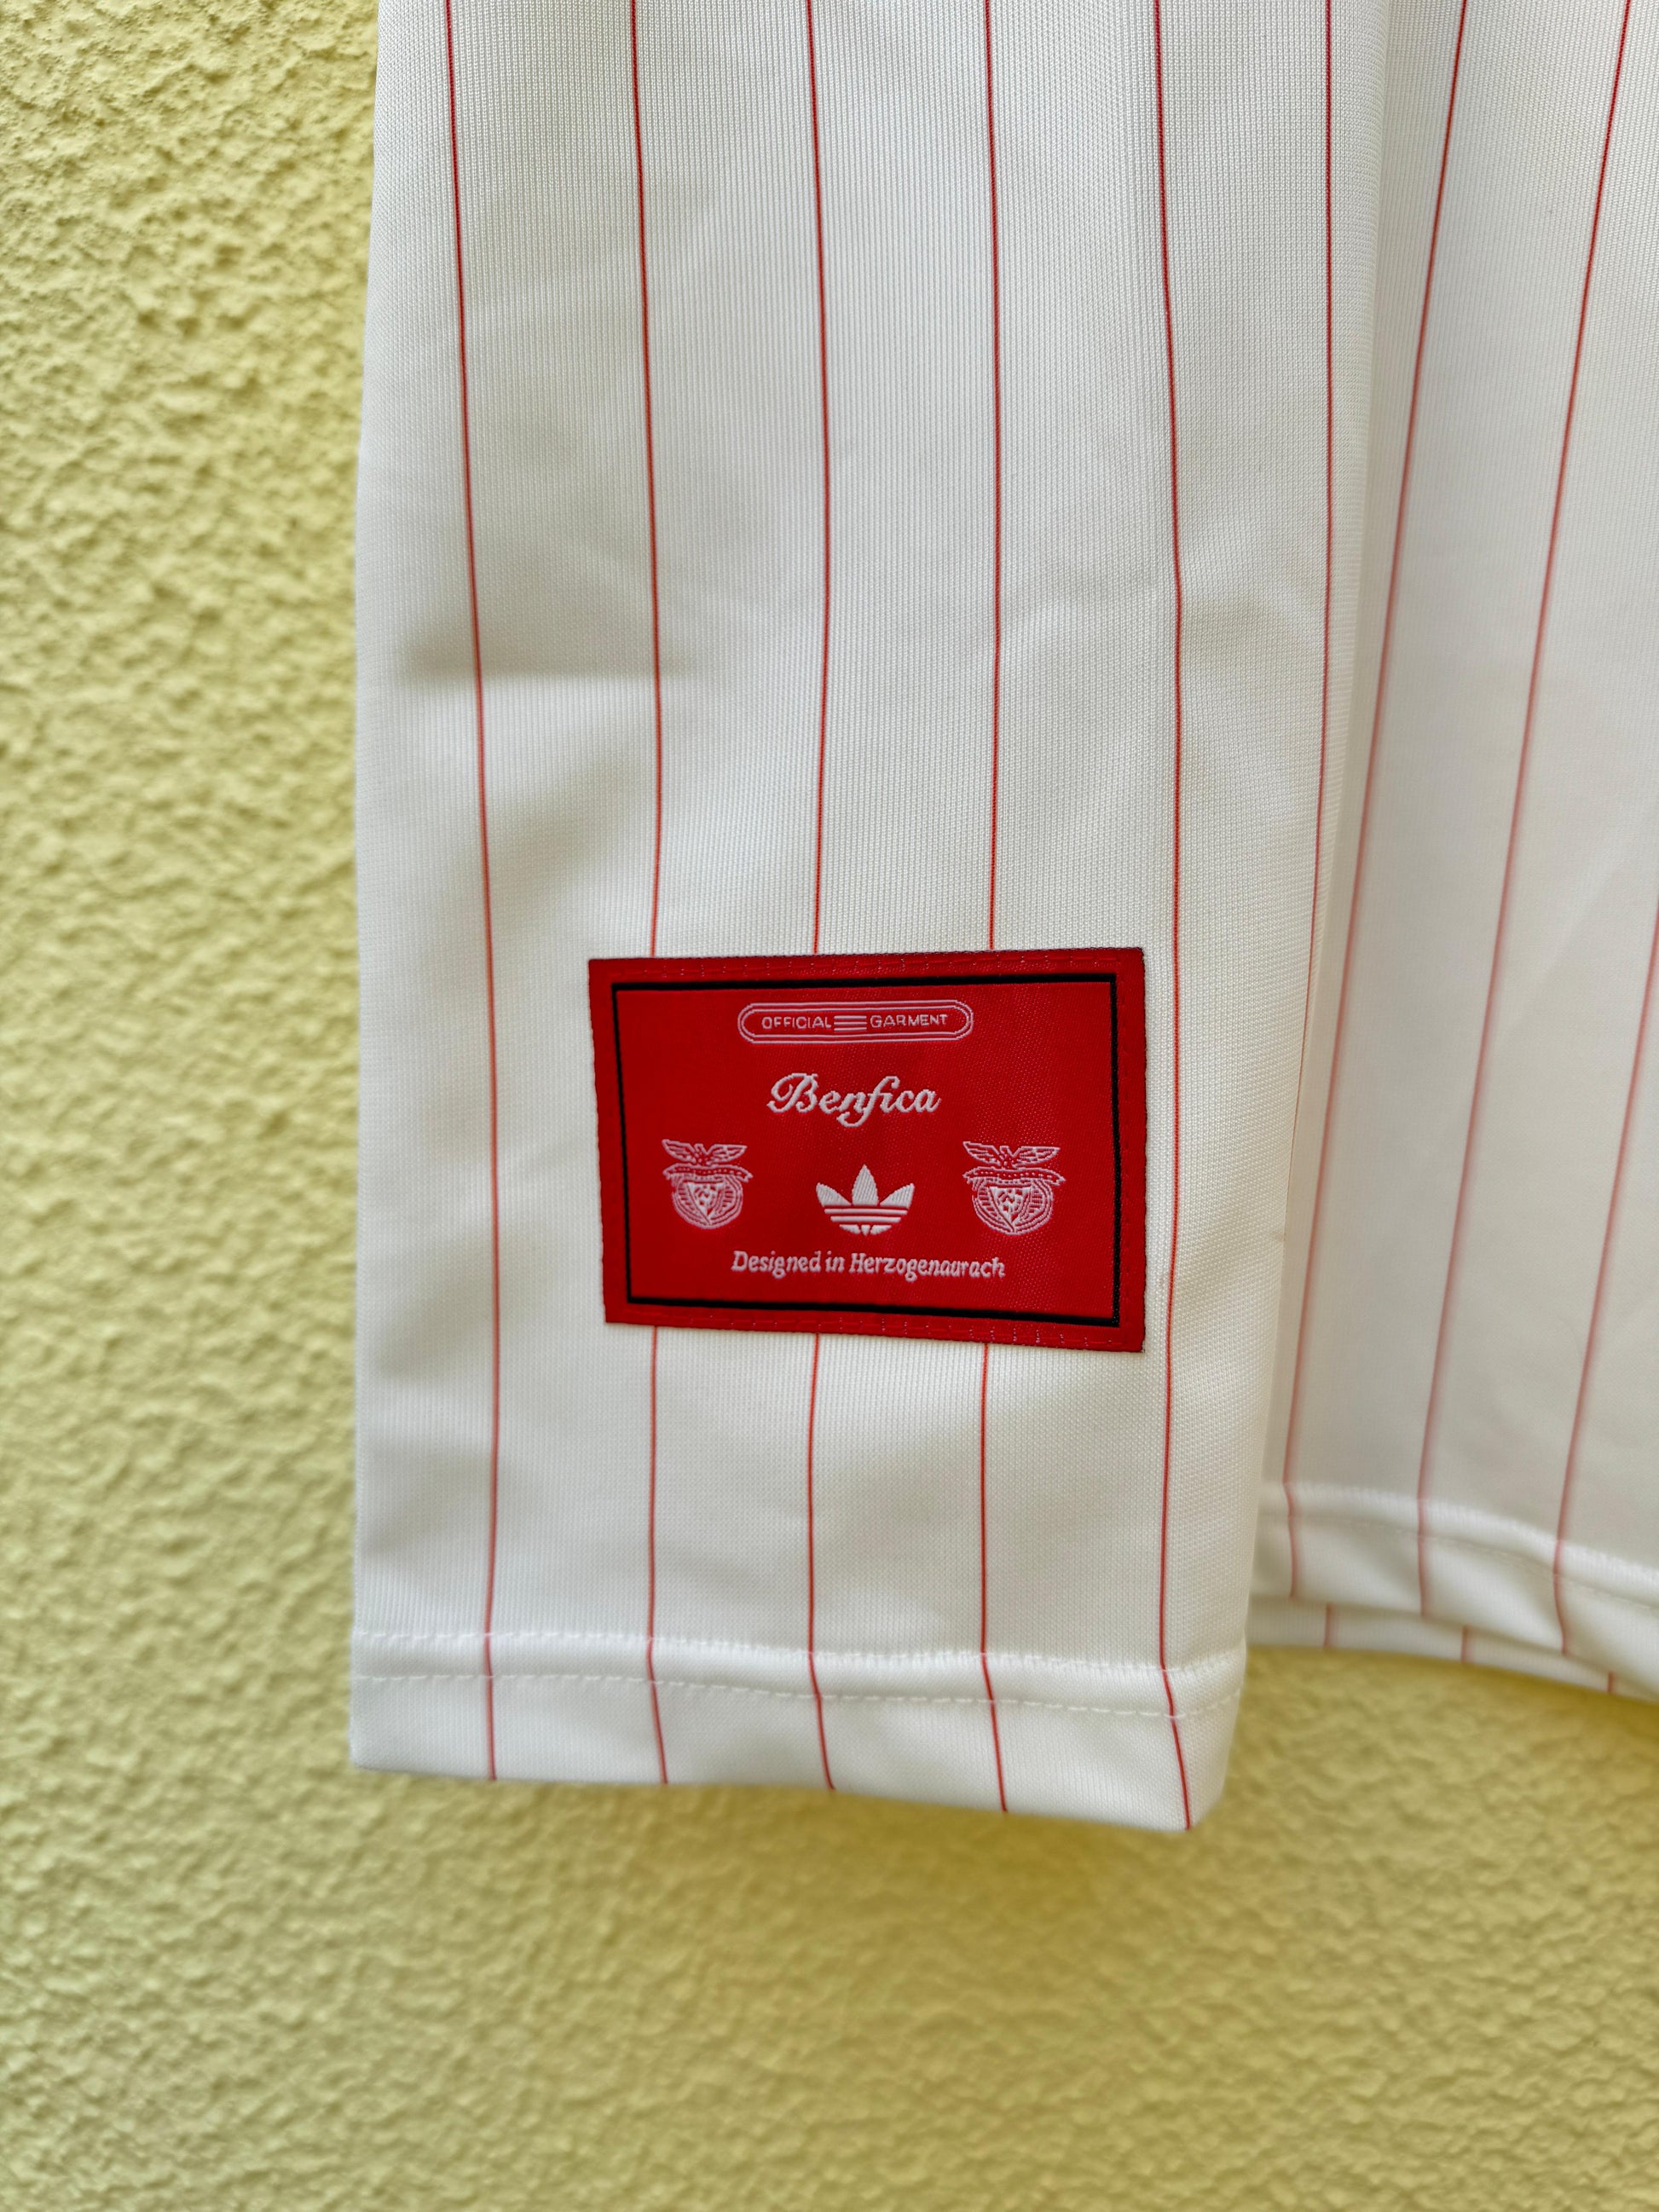 OFFICIAL GARMENT
Benfica
Designed in Herzogenaurach